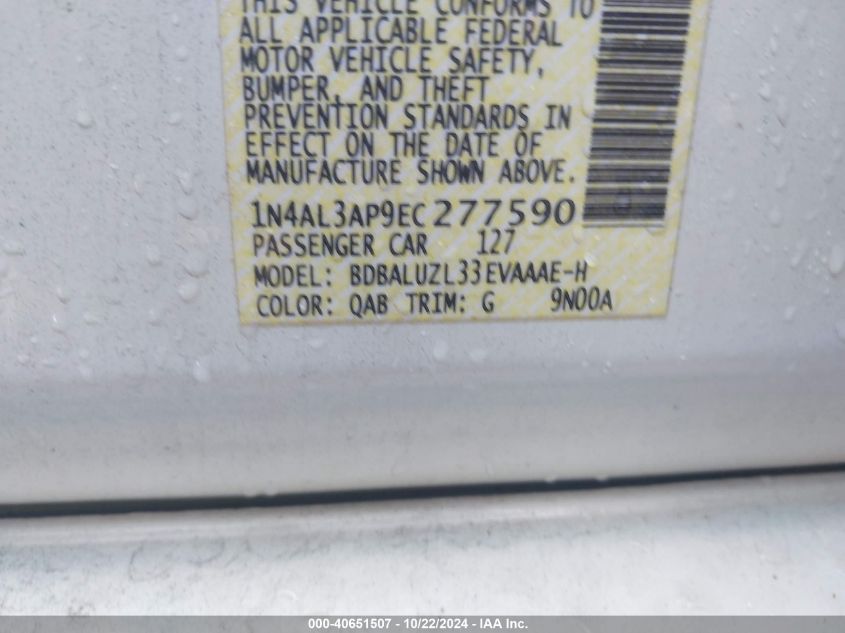 THIS VEHICLE CONFORMS TO
ALL APPLICABLE FEDERAL
MOTOR VEHICLE SAFETY,
BUMPER, AND THEFT
PREVENTION STANDARDS IN
EFFECT ON THE DATE OF
MANUFACTURE SHOWN ABOVE.
1N4AL3AP9EC277590
PASSENGER CAR 127
MODEL: BDBALUZL33EVAAAE-H
COLOR: QAB TRIM: G 9N00A
000-40651507 - 10/22/2024 - IAA Inc.